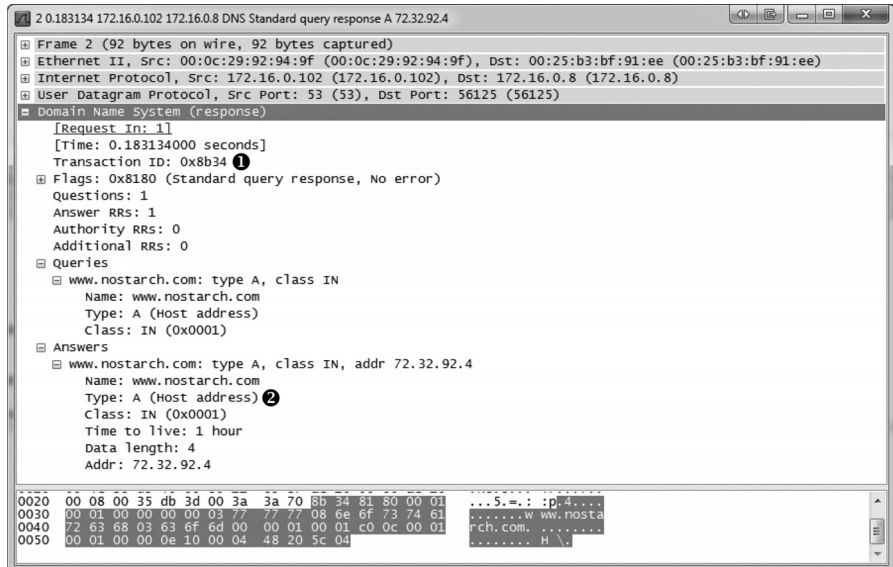 2 0.183134 172.16.0.102 172.16.0.8 DNS Standard query response A 72.32.92.4
Frame 2 (92 bytes on wire, 92 bytes captured)
Ethernet II, Src: 00:0c:29:92:94:9f (00:0c:29:92:94:9f), Dst: 00:25:b3:bf:91:ee (00:25:b3:bf:91:ee)
Internet Protocol, Src: 172.16.0.102 (172.16.0.102), Dst: 172.16.0.8 (172.16.0.8)
User Datagram Protocol, Src Port: 53 (53), Dst Port: 56125 (56125)
Domain Name System (response)
[Request In: 1]
[Time: 0.183134000 seconds]
Transaction ID: 0x8b34 ❶
Flags: 0x8180 (Standard query response, No error)
Questions: 1
Answer RRs: 1
Authority RRs: 0
Additional RRs: 0
Queries
www.nostarch.com: type A, class IN
Name: www.nostarch.com
Type: A (Host address)
Class: IN (0x0001)
Answers
www.nostarch.com: type A, class IN, addr 72.32.92.4
Name: www.nostarch.com
Type: A (Host address) ❷
Class: IN (0x0001)
Time to live: 1 hour
Data length: 4
Addr: 72.32.92.4
0020 00 08 00 35 db 3d 00 3a 3a 70 8b 34 81 80 00 01 ...5.=.: :p.4....
0030 00 01 00 00 00 00 03 77 77 77 08 6e 6f 73 74 61 .......w ww.nosta
0040 72 63 68 03 63 6f 6d 00 00 01 00 01 c0 0c 00 01 rch.com. ........
0050 00 01 00 00 0e 10 00 04 48 20 5c 04 ........ H \.